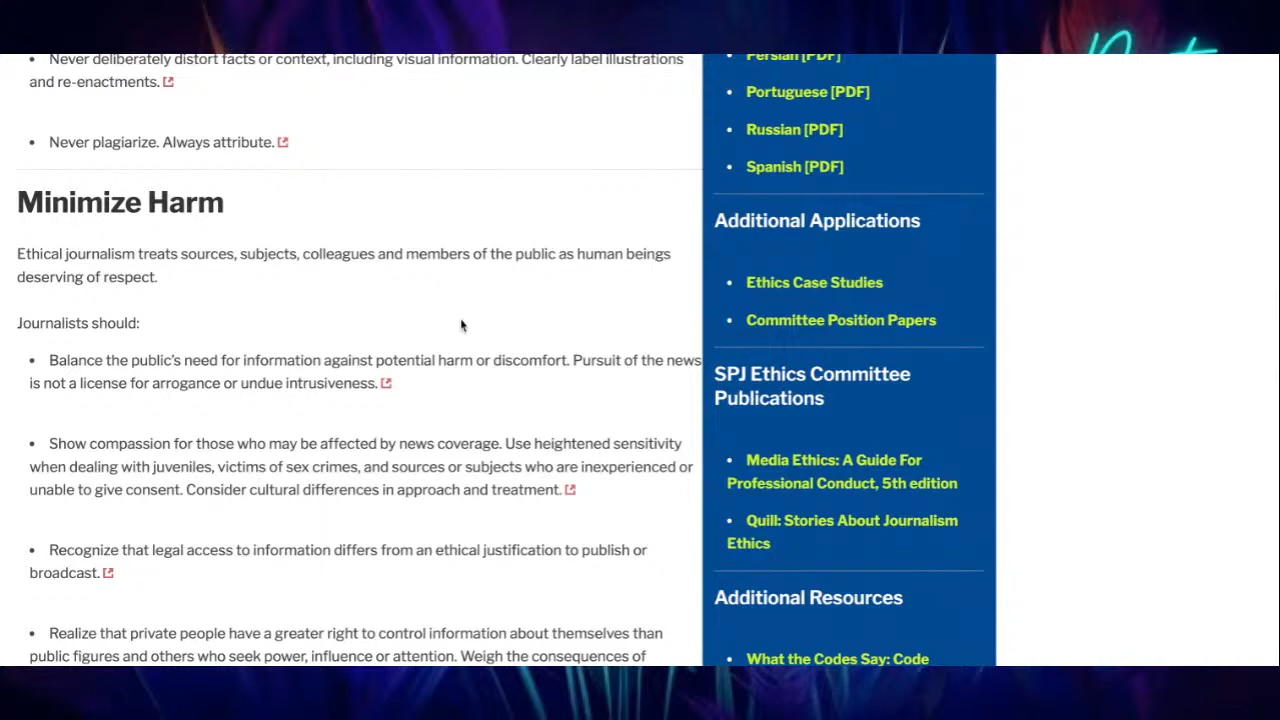 Never deliberately distort facts or context, including visual information. Clearly label illustrations
and re-enactments.
Never plagiarize. Always attribute.
Minimize Harm
Ethical journalism treats sources, subjects, colleagues and members of the public as human beings
deserving of respect.
Journalists should:
Balance the public's need for information against potential harm or discomfort. Pursuit of the news
is not a license for arrogance or undue intrusiveness.
Show compassion for those who may be affected by news coverage. Use heightened sensitivity
when dealing with juveniles, victims of sex crimes, and sources or subjects who are inexperienced or
unable to give consent. Consider cultural differences in approach and treatment.
Recognize that legal access to information differs from an ethical justification to publish or
broadcast.
Realize that private people have a greater right to control information about themselves than
public figures and others who seek power, influence or attention. Weigh the consequences of
Persian [PDF]
Portuguese [PDF]
Russian [PDF]
Spanish [PDF]
Additional Applications
Ethics Case Studies
Committee Position Papers
SPJ Ethics Committee
Publications
Media Ethics: A Guide For
Professional Conduct, 5th edition
Quill: Stories About Journalism
Ethics
Additional Resources
What the Codes Say: Code